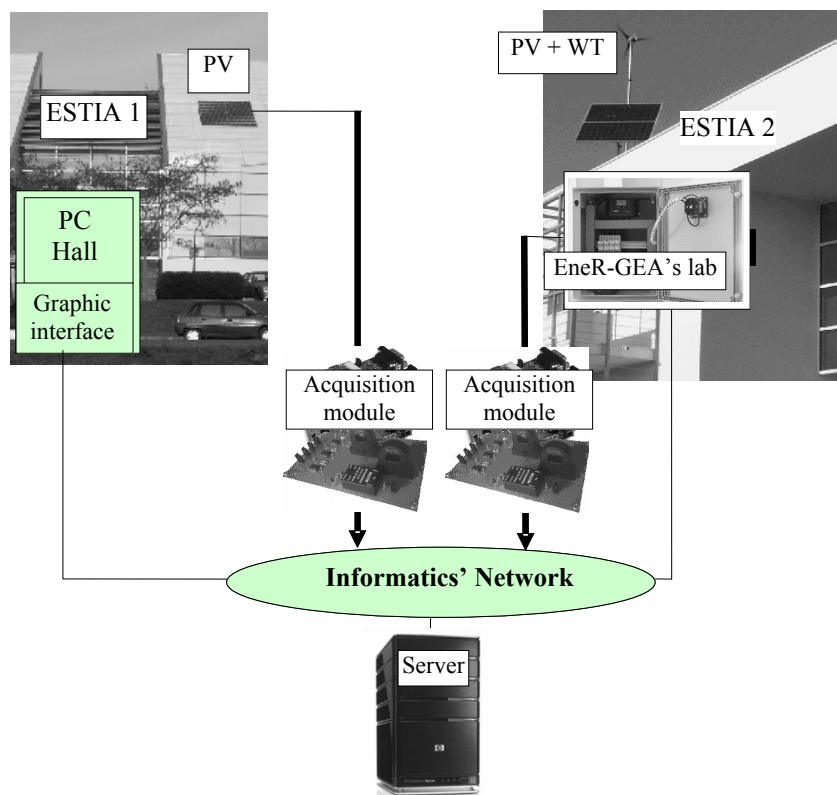 PV
ESTIA 1
PC
Hall
Graphic
interface
PV + WT
ESTIA 2
EneR-GEA’s lab
Acquisition
module
Acquisition
module
Informatics’ Network
Server
hp